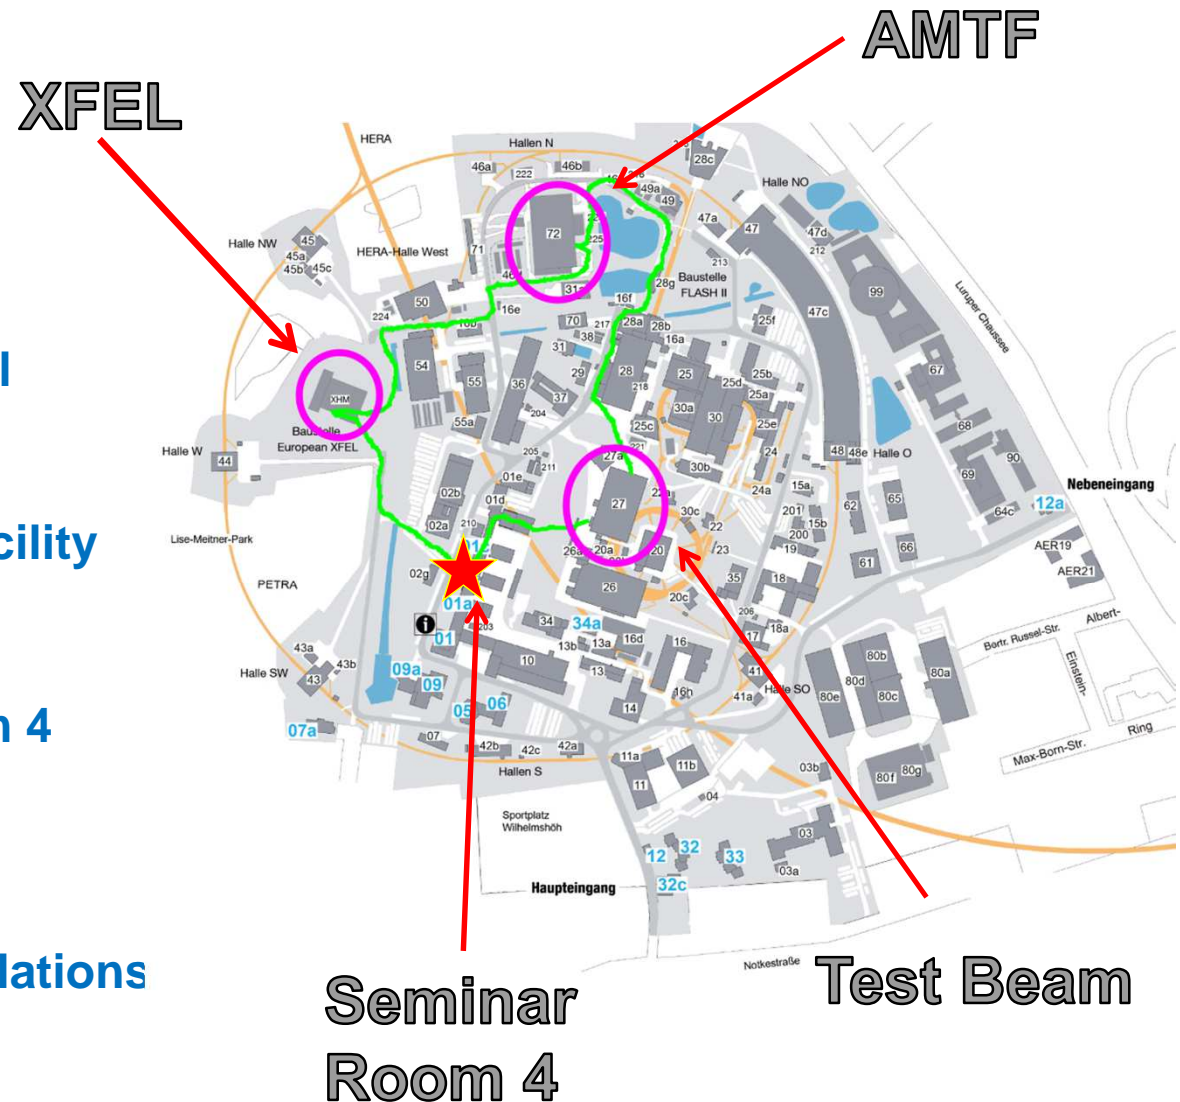 AMTF
XFEL
HERA
Hallen N
46a
222
46b
28c
Halle NO
49a
49
47a
47
47d
212
Halle NW
45
45a
45b
45c
HERA-Halle West
71
72
225
213
Baustelle
FLASH II
28g
99
Luruper Chaussee
50
224
16e
31a
16f
47c
70
217
28a
28b
25f
38
16a
31
54
55
36
29
28
218
25
25d
25b
25a
67
l
XHM
37
204
30a
30
25e
68
Baustelle
European XFEL
55a
25c
221
Halle W
44
205
211
27a
30b
24
48
48e
Halle O
90
69
02b
01e
01d
27
22a
24a
15a
62
65
Nebeneingang
12a
64c
02a
210
30c
22
201
15b
200
cility
Lise-Meitner-Park
26a
20a
20
23
19
66
AER19
61
AER21
PETRA
02g
26
35
18
01a
20c
206
203
34
34a
18a
Albert-
01
13b
13a
16d
16
17
Bertr. Russel-Str.
43a
43b
10
80b
80a
Einstein-
Halle SW
43
09a
09
13
41
80d
16h
41a
Halle SO
80e
80c
05
06
14
m 4
07a
07
42b
42c
42a
Ring
Hallen S
11a
11b
Max-Born-Str.
03b
80f
80g
11
04
Sportplatz
Wilhelmshöh
03
12
32
33
03a
Haupteingang
32c
lations
Notkestraße
Test Beam
Seminar
Room 4